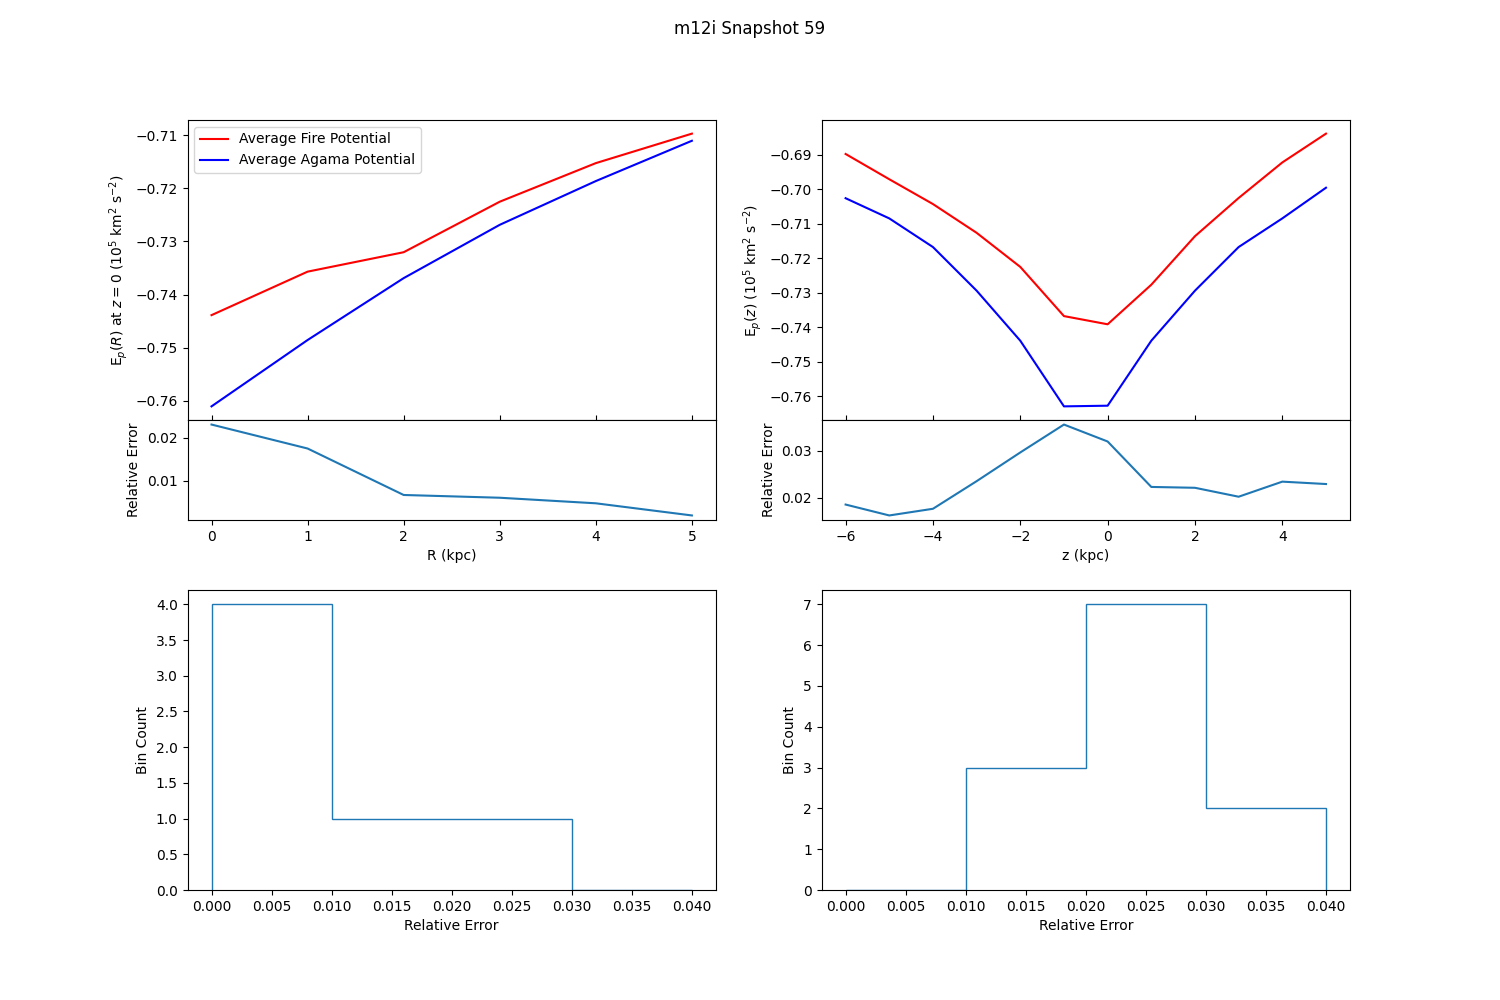 m12i Snapshot 59
Average Fire Potential
Average Agama Potential
E_p(R) at z = 0 (10^5 km^2 s^−2)
−0.71
−0.72
−0.73
−0.74
−0.75
−0.76
Relative Error
0.02
0.01
0 1 2 3 4 5
R (kpc)
E_p(z) (10^5 km^2 s^−2)
−0.69
−0.70
−0.71
−0.72
−0.73
−0.74
−0.75
−0.76
Relative Error
0.03
0.02
−6 −4 −2 0 2 4
z (kpc)
Bin Count
4.0
3.5
3.0
2.5
2.0
1.5
1.0
0.5
0.0
0.000 0.005 0.010 0.015 0.020 0.025 0.030 0.035 0.040
Relative Error
Bin Count
7
6
5
4
3
2
1
0
0.000 0.005 0.010 0.015 0.020 0.025 0.030 0.035 0.040
Relative Error